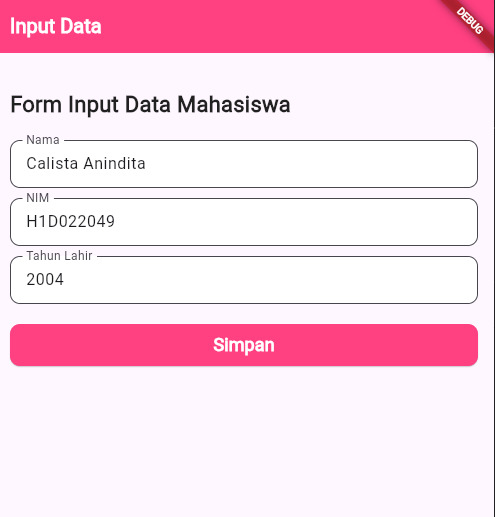 Input Data
DEBUG
Form Input Data Mahasiswa
Nama
Calista Anindita
NIM
H1D022049
Tahun Lahir
2004
Simpan